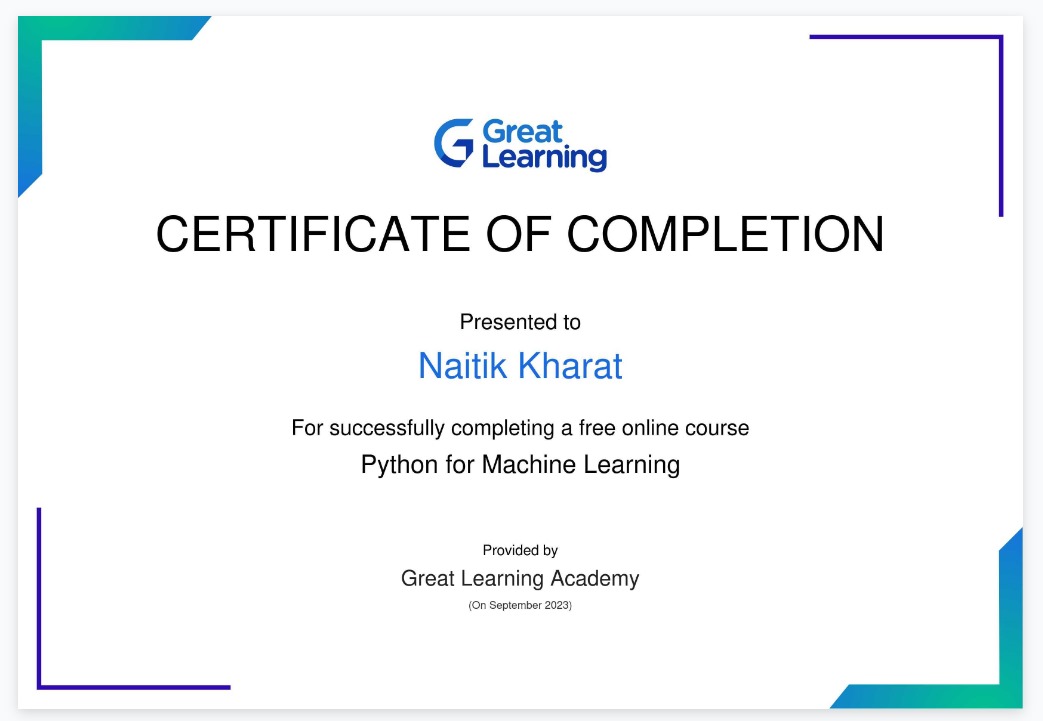 Great
Learning
CERTIFICATE OF COMPLETION
Presented to
Naitik Kharat
For successfully completing a free online course
Python for Machine Learning
Provided by
Great Learning Academy
(On September 2023)